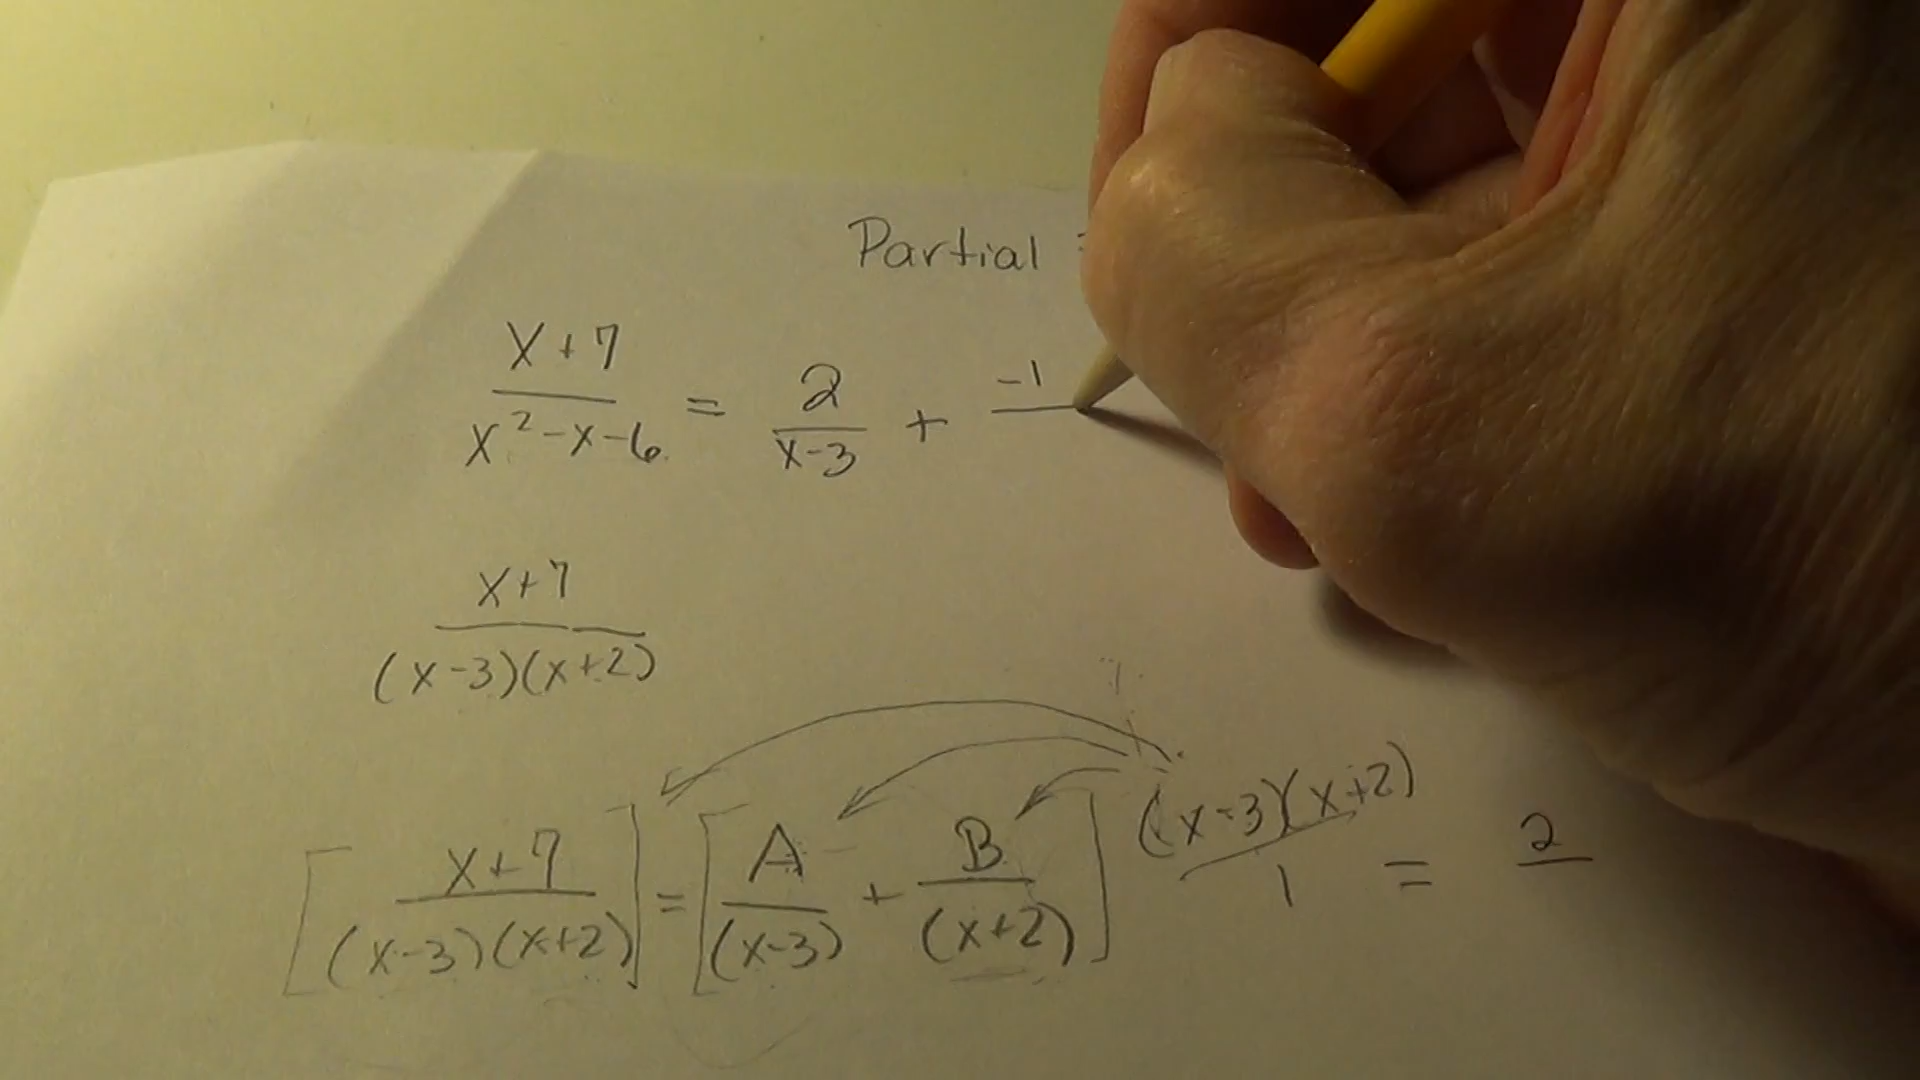 Partial
x+7 / x²-x-6 = 2 / x-3 + -1
x+7 / (x-3)(x+2)
[x+7 / (x-3)(x+2)] = [A / (x-3) + B / (x+2)] (x-3)(x+2) / 1 = 2